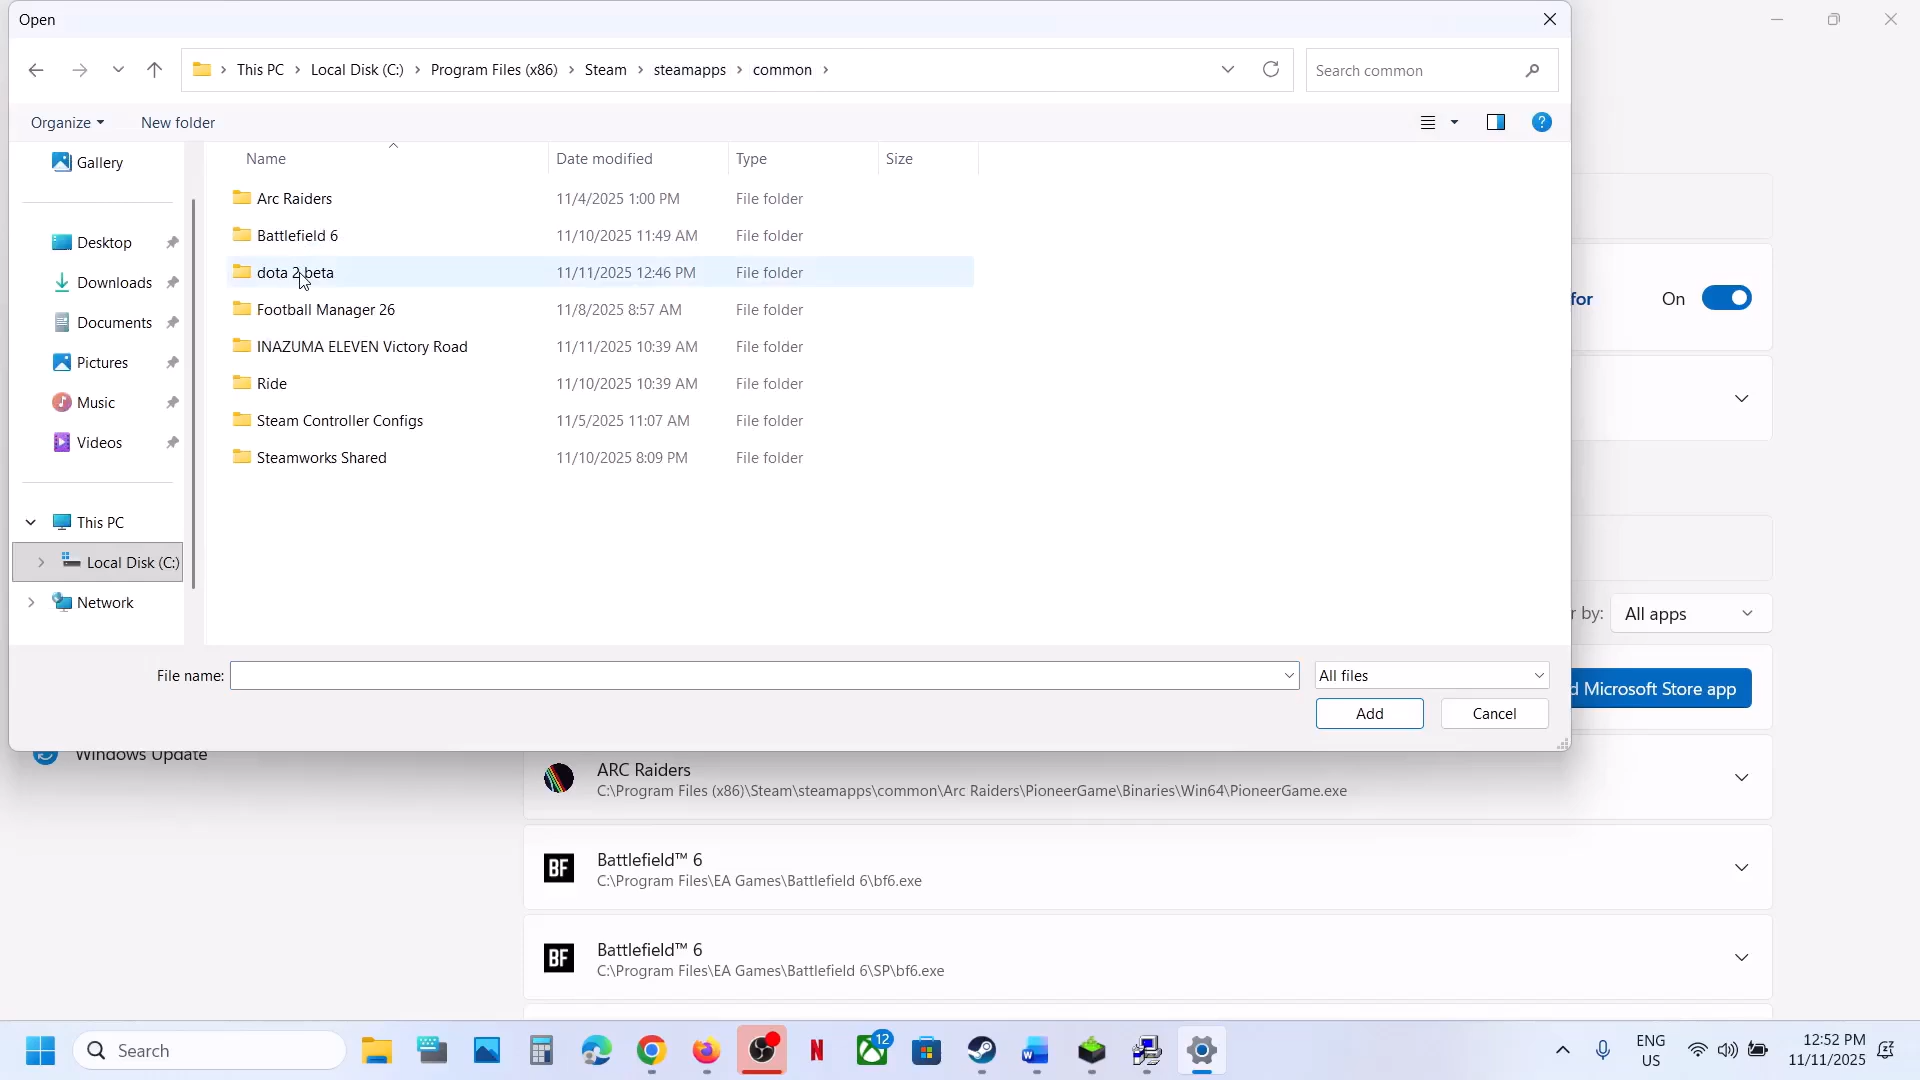 Open
This PC > Local Disk (C:) > Program Files (x86) > Steam > steamapps > common >
Search common
Organize
New folder
Gallery
Desktop
Downloads
Documents
Pictures
Music
Videos
This PC
Local Disk (C:)
Network
Name Date modified Type Size
Arc Raiders 11/4/2025 1:00 PM File folder
Battlefield 6 11/10/2025 11:49 AM File folder
dota 2 beta 11/11/2025 12:46 PM File folder
Football Manager 26 11/8/2025 8:57 AM File folder
INAZUMA ELEVEN Victory Road 11/11/2025 10:39 AM File folder
Ride 11/10/2025 10:39 AM File folder
Steam Controller Configs 11/5/2025 11:07 AM File folder
Steamworks Shared 11/10/2025 8:09 PM File folder
File name:
All files
Add
Cancel
for
On
r by:
All apps
d Microsoft Store app
Windows Update
ARC Raiders
C:\Program Files (x86)\Steam\steamapps\common\Arc Raiders\PioneerGame\Binaries\Win64\PioneerGame.exe
BF
Battlefield™ 6
C:\Program Files\EA Games\Battlefield 6\bf6.exe
BF
Battlefield™ 6
C:\Program Files\EA Games\Battlefield 6\SP\bf6.exe
Search
N
12
ENG
US
12:52 PM
11/11/2025